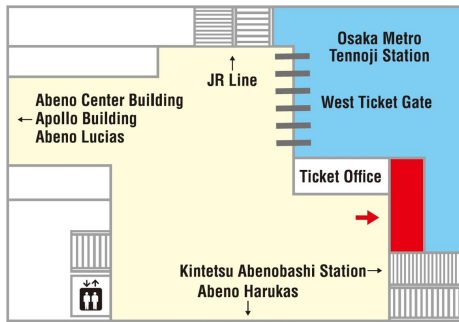 Osaka Metro
Tennoji Station
↑
JR Line
West Ticket Gate
Abeno Center Building
← Apollo Building
Abeno Lucias
Ticket Office
Kintetsu Abenobashi Station →
Abeno Harukas
↓